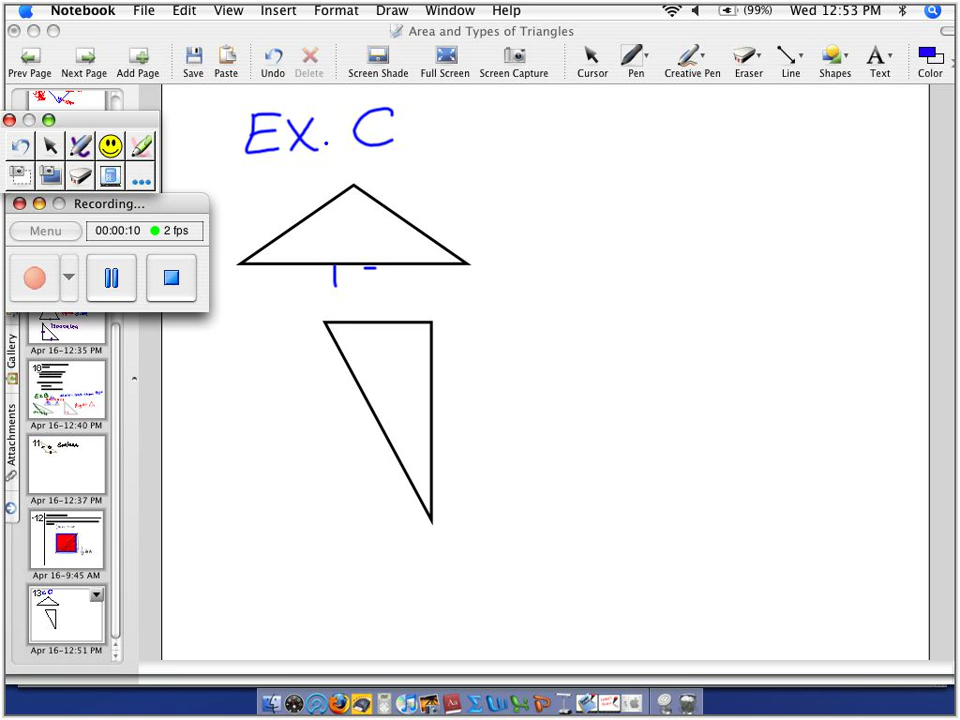 Notebook File Edit View Insert Format Draw Window Help (99%) Wed 12:53 PM
Area and Types of Triangles
Prev Page Next Page Add Page Save Paste Undo Delete Screen Shade Full Screen Screen Capture Cursor Pen Creative Pen Eraser Line Shapes Text Color
EX. C
Recording...
Menu 00:00:10 2 fps
Gallery
Attachments
Apr 16-12:35 PM
10
Apr 16-12:40 PM
11
Apr 16-12:37 PM
12
Apr 16-9:45 AM
13
Apr 16-12:51 PM